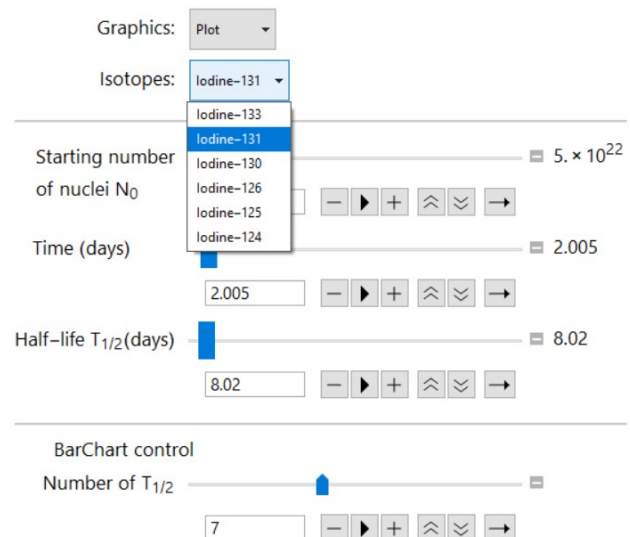 Graphics: Plot
Isotopes: Iodine-131
Iodine-133
Iodine-131
Iodine-130
Iodine-126
Iodine-125
Iodine-124
Starting number of nuclei N₀ 5. × 10²²
Time (days) 2.005
2.005
Half-life T₁/₂(days) 8.02
8.02
BarChart control
Number of T₁/₂
7